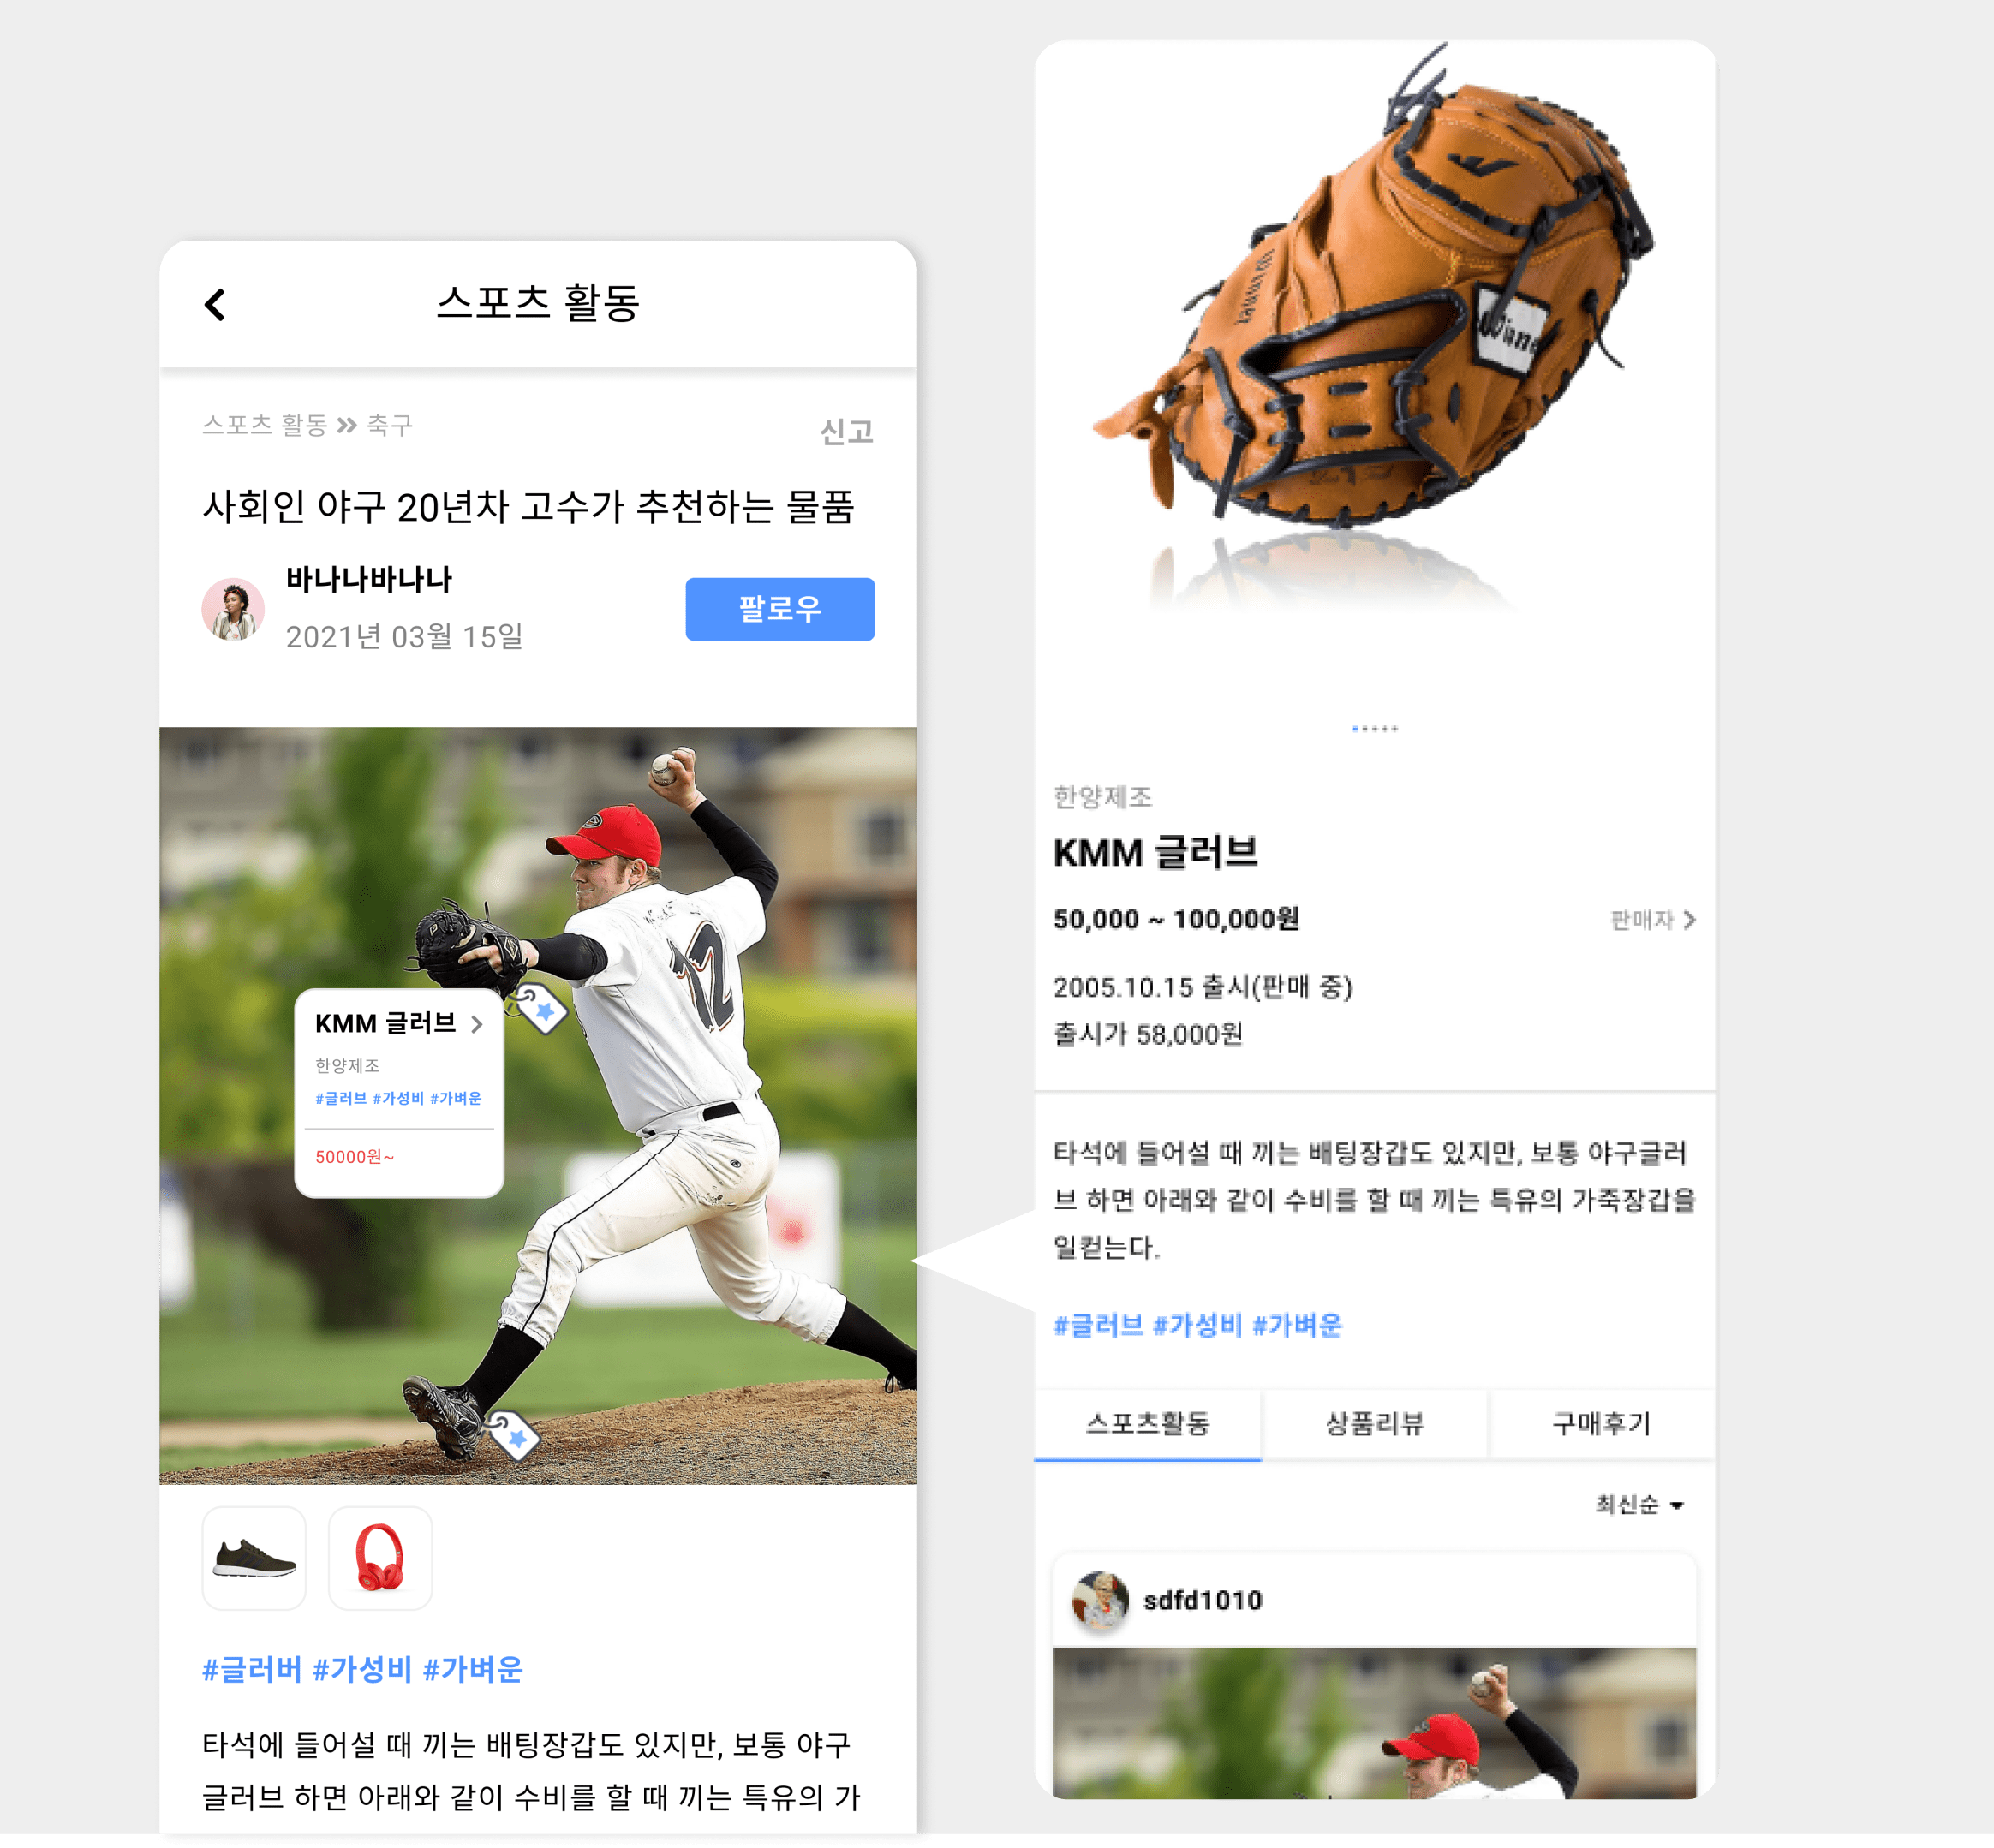 스포츠 활동
스포츠 활동 >> 축구
신고
사회인 야구 20년차 고수가 추천하는 물품
바나나바나나
2021년 03월 15일
팔로우
12
KMM 글러브
한양제조
#글러브 #가성비 #가벼운
50000원~
#글러버 #가성비 #가벼운
타석에 들어설 때 끼는 배팅장갑도 있지만, 보통 야구
글러브 하면 아래와 같이 수비를 할 때 끼는 특유의 가
한양제조
KMM 글러브
50,000 ~ 100,000원
판매자
2005.10.15 출시(판매 중)
출시가 58,000원
타석에 들어설 때 끼는 배팅장갑도 있지만, 보통 야구글러
브 하면 아래와 같이 수비를 할 때 끼는 특유의 가죽장갑을
일컫는다.
#글러브 #가성비 #가벼운
스포츠활동
상품리뷰
구매후기
최신순
sdfd1010